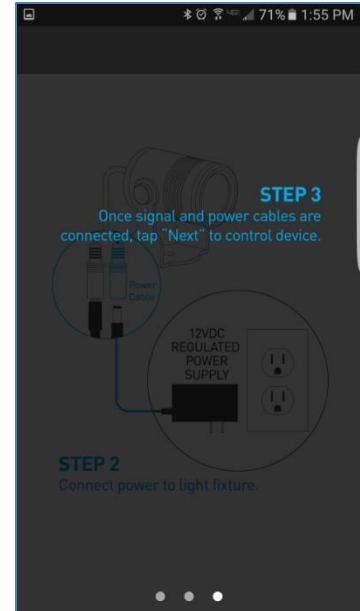 71% 1:55 PM
STEP 3
Once signal and power cables are
connected, tap "Next" to control device.
Power
Cable
12VDC
REGULATED
POWER
SUPPLY
STEP 2
Connect power to light fixture.